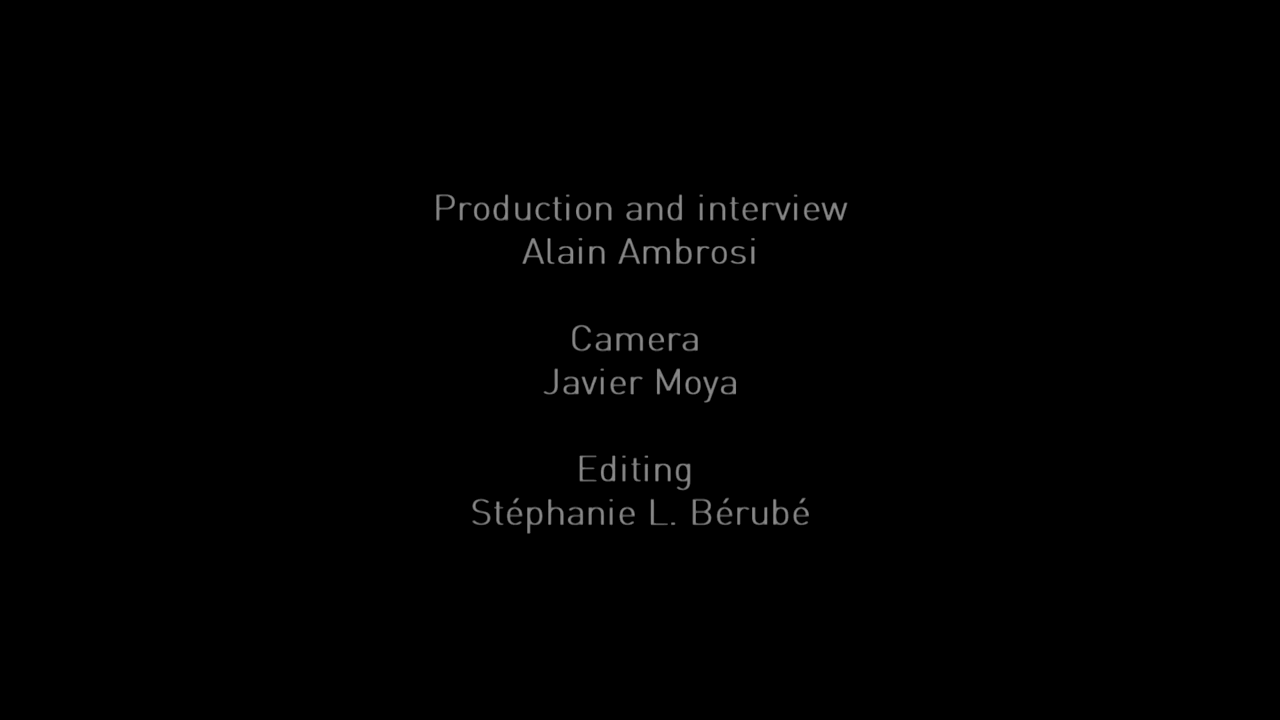 Production and interview
Alain Ambrosi
Camera
Javier Moya
Editing
Stéphanie L. Bérubé